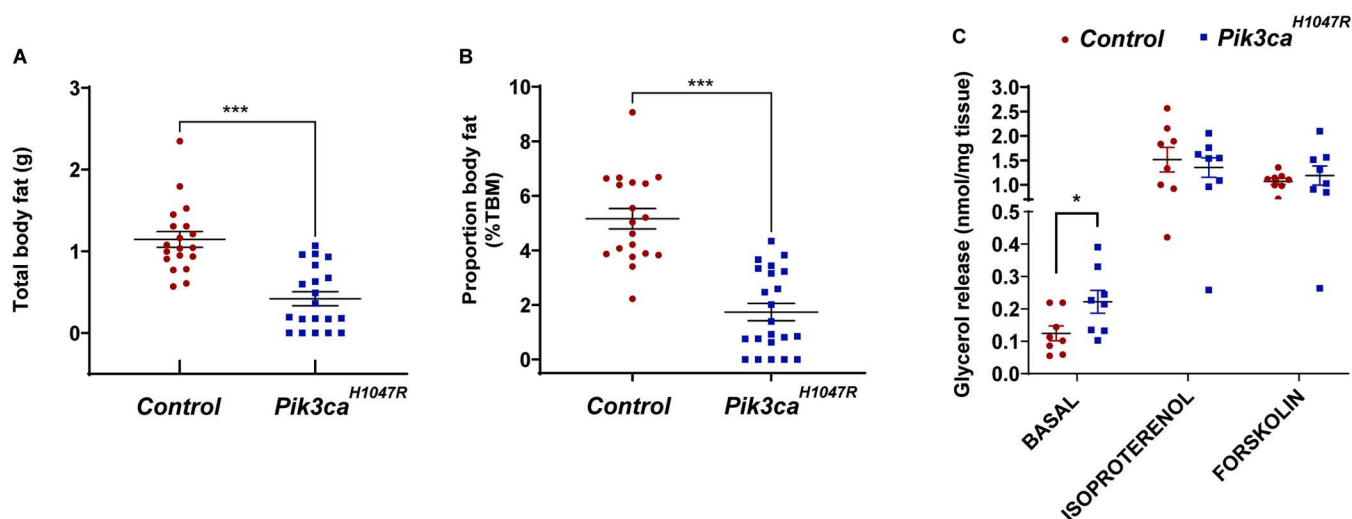 A
Total body fat (g)
3
2
1
0
***
Control
Pik3ca H1047R
B
Proportion body fat
(%TBM)
10
8
6
4
2
0
***
Control
Pik3ca H1047R
C
Control
Pik3ca H1047R
Glycerol release (nmol/mg tissue)
3.0
2.5
2.0
1.5
1.0
0.5
0.4
0.3
0.2
0.1
0.0
*
BASAL
ISOPROTERENOL
FORSKOLIN